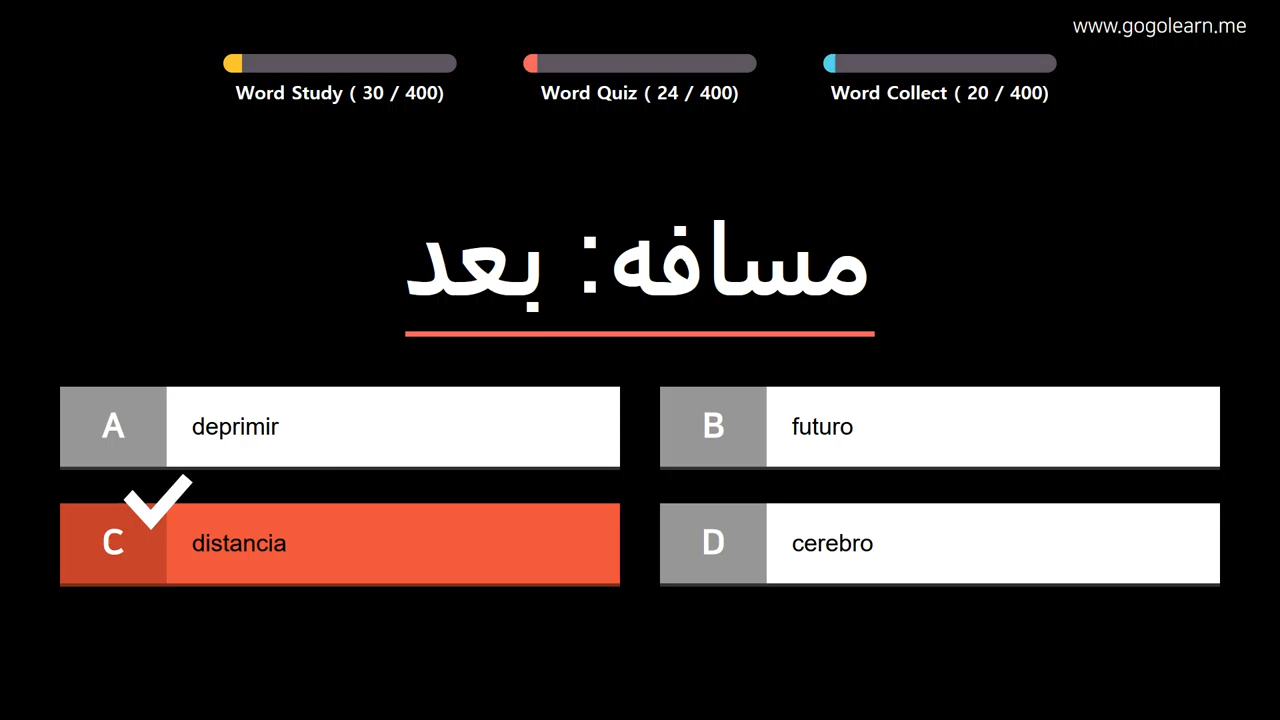 www.gogolearn.me
Word Study ( 30 / 400)
Word Quiz ( 24 / 400)
Word Collect ( 20 / 400)
مسافه: بعد
A deprimir
B futuro
C distancia
D cerebro